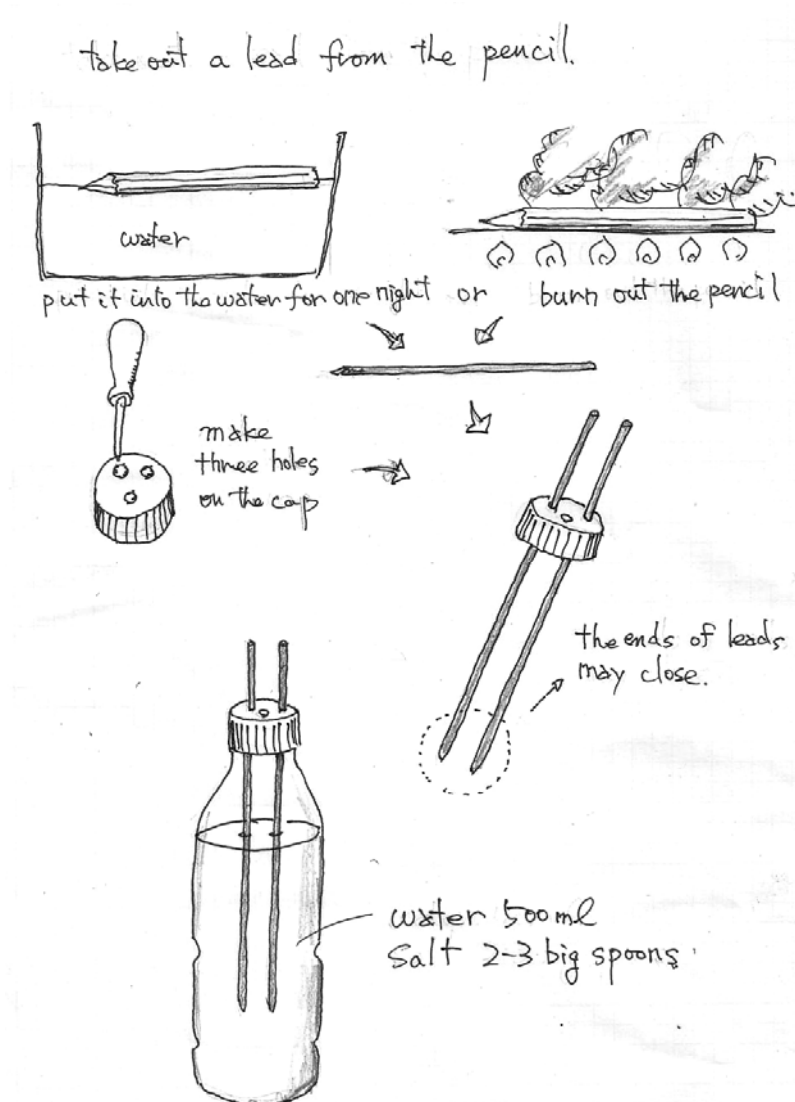 take out a lead from the pencil.
water
put it into the water for one night or burn out the pencil
make
three holes
on the cap
the ends of leads
may close.
water 500ml
Salt 2-3 big spoons